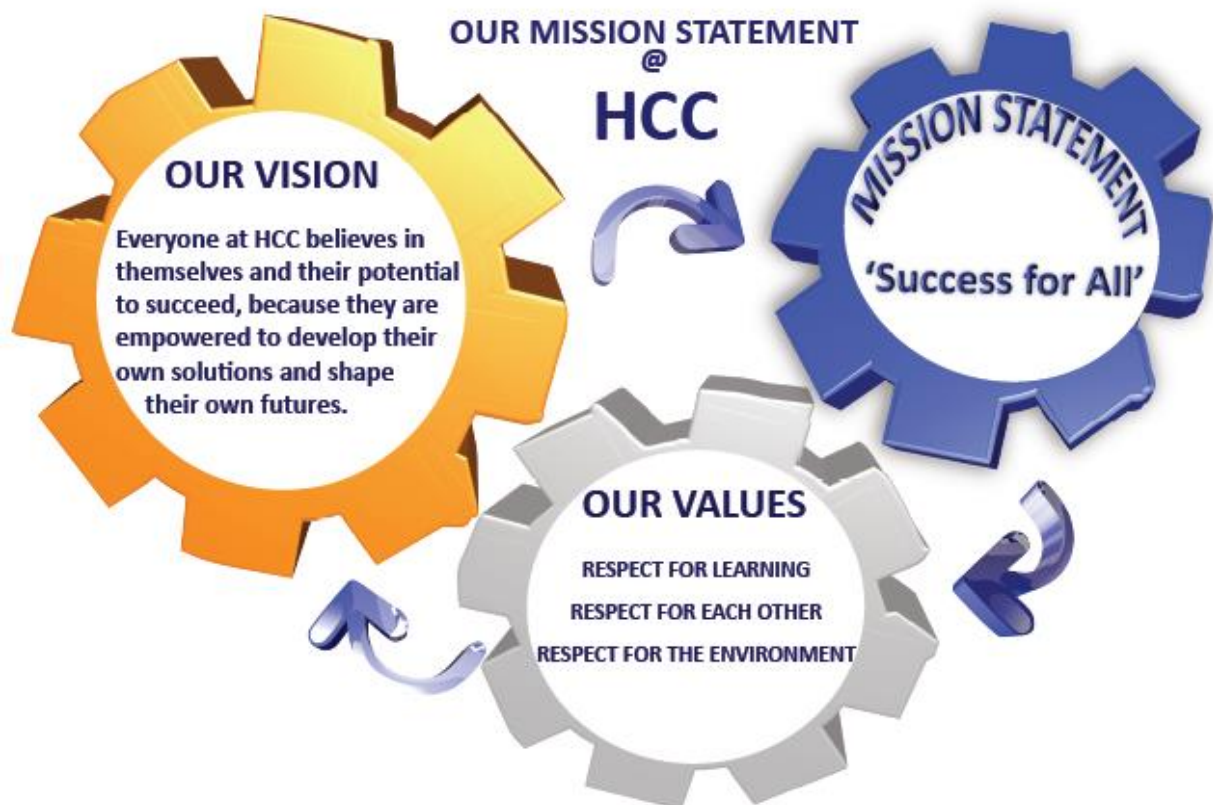 OUR MISSION STATEMENT
@
HCC
OUR VISION
Everyone at HCC believes in
themselves and their potential
to succeed, because they are
empowered to develop their
own solutions and shape
their own futures.
MISSION STATEMENT
'Success for All'
OUR VALUES
RESPECT FOR LEARNING
RESPECT FOR EACH OTHER
RESPECT FOR THE ENVIRONMENT